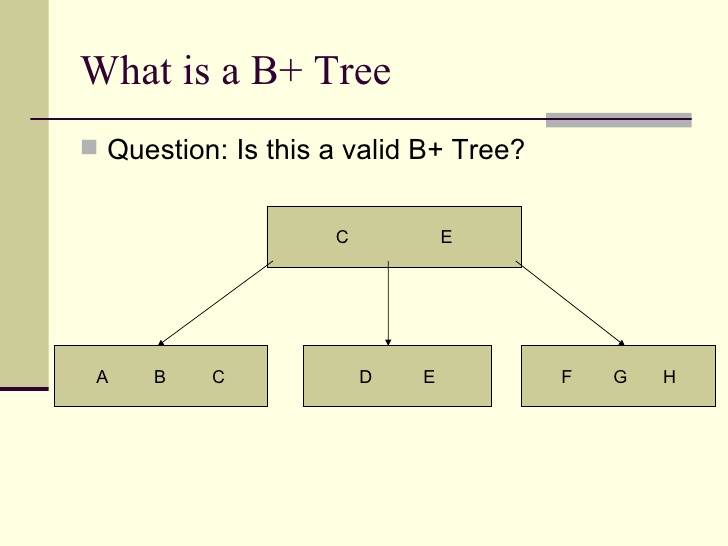 What is a B+ Tree
Question: Is this a valid B+ Tree?
C E
A B C D E F G H